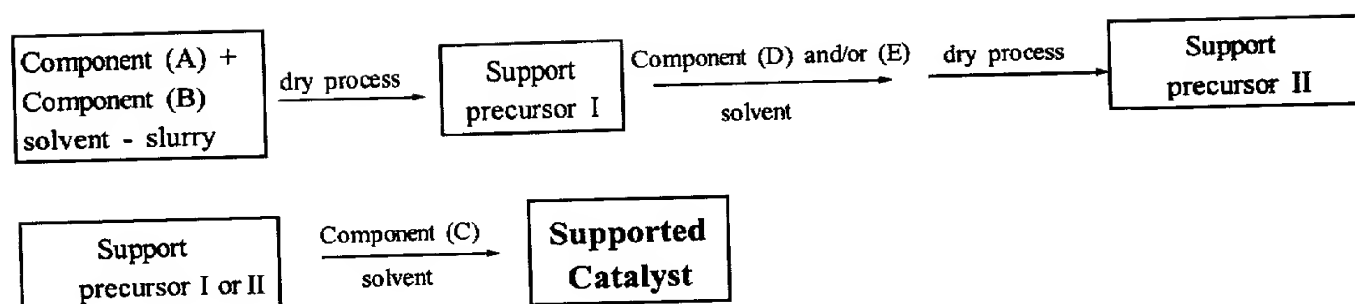 Component (A) +
Component (B)
solvent - slurry
dry process
Support
precursor I
Component (D) and/or (E)
solvent
dry process
Support
precursor II
Support
precursor I or II
Component (C)
solvent
Supported
Catalyst